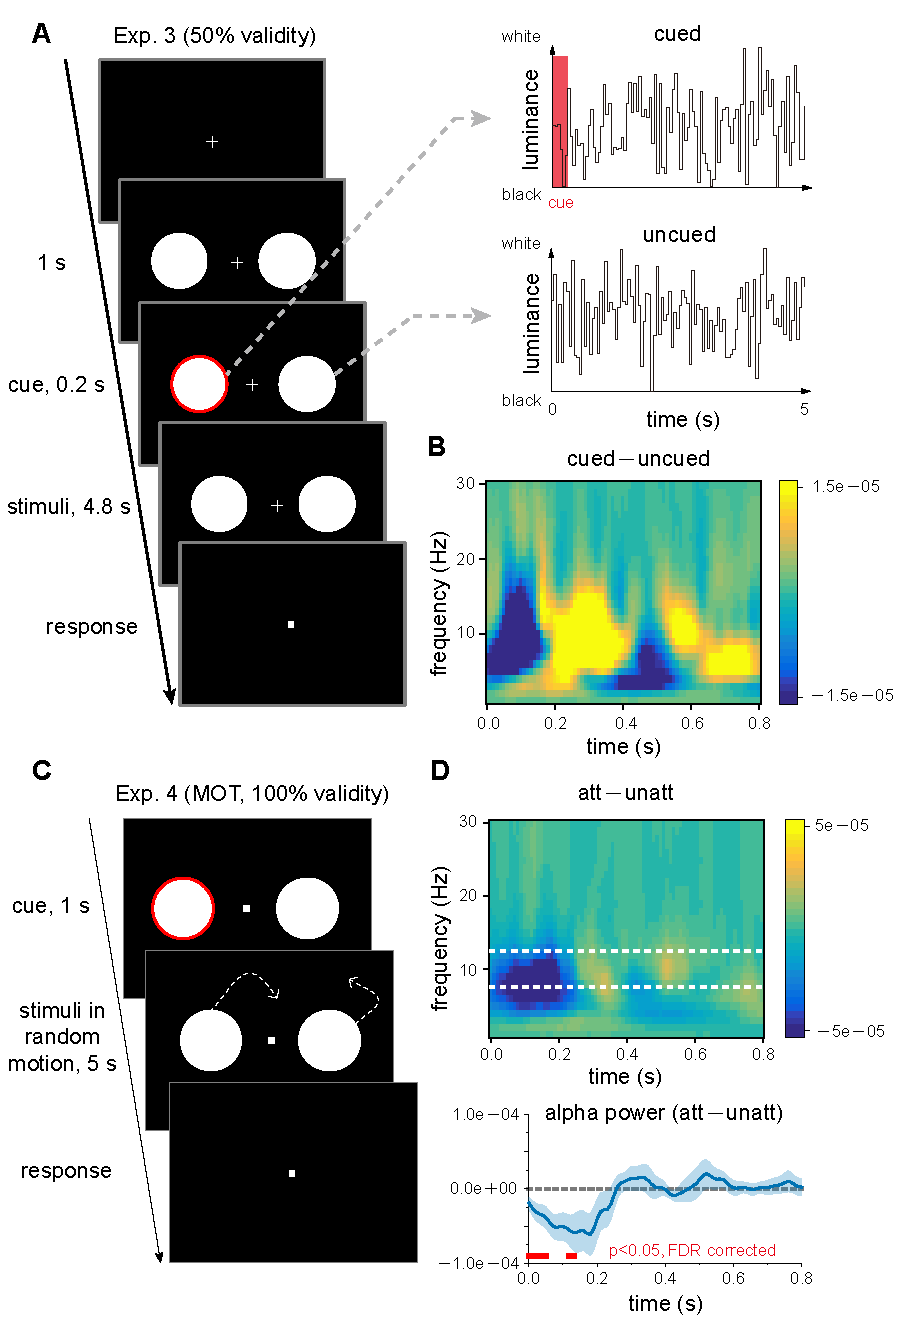 A
Exp. 3 (50% validity)
1 s
cue, 0.2 s
stimuli, 4.8 s
response
white
cued
luminance
black
cue
white
uncued
luminance
black
0
5
time (s)
B
cued−uncued
30
20
10
frequency (Hz)
0.0
0.2
0.4
0.6
0.8
time (s)
1.5e−05
−1.5e−05
C
Exp. 4 (MOT, 100% validity)
cue, 1 s
stimuli in
random
motion, 5 s
response
D
att−unatt
30
20
10
frequency (Hz)
0.0
0.2
0.4
0.6
0.8
time (s)
5e−05
−5e−05
alpha power (att−unatt)
1.0e−04
0.0e+00
−1.0e−04
p<0.05, FDR corrected
0.0
0.2
0.4
0.6
0.8
time (s)